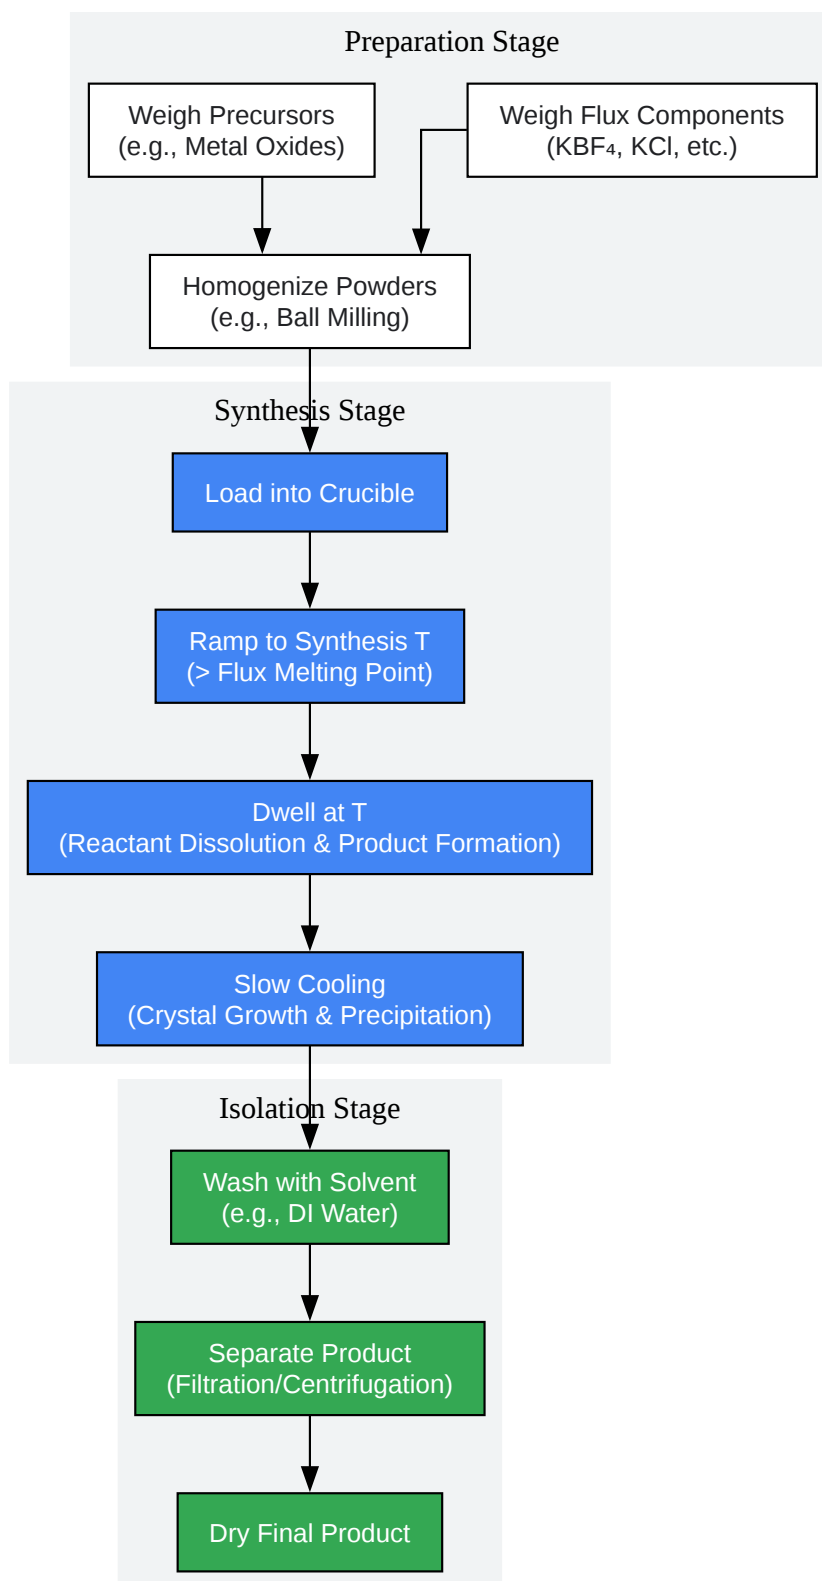 Preparation Stage
Weigh Precursors
(e.g., Metal Oxides)
Weigh Flux Components
(KBF₄, KCl, etc.)
Homogenize Powders
(e.g., Ball Milling)
Synthesis Stage
Load into Crucible
Ramp to Synthesis T
(> Flux Melting Point)
Dwell at T
(Reactant Dissolution & Product Formation)
Slow Cooling
(Crystal Growth & Precipitation)
Isolation Stage
Wash with Solvent
(e.g., DI Water)
Separate Product
(Filtration/Centrifugation)
Dry Final Product